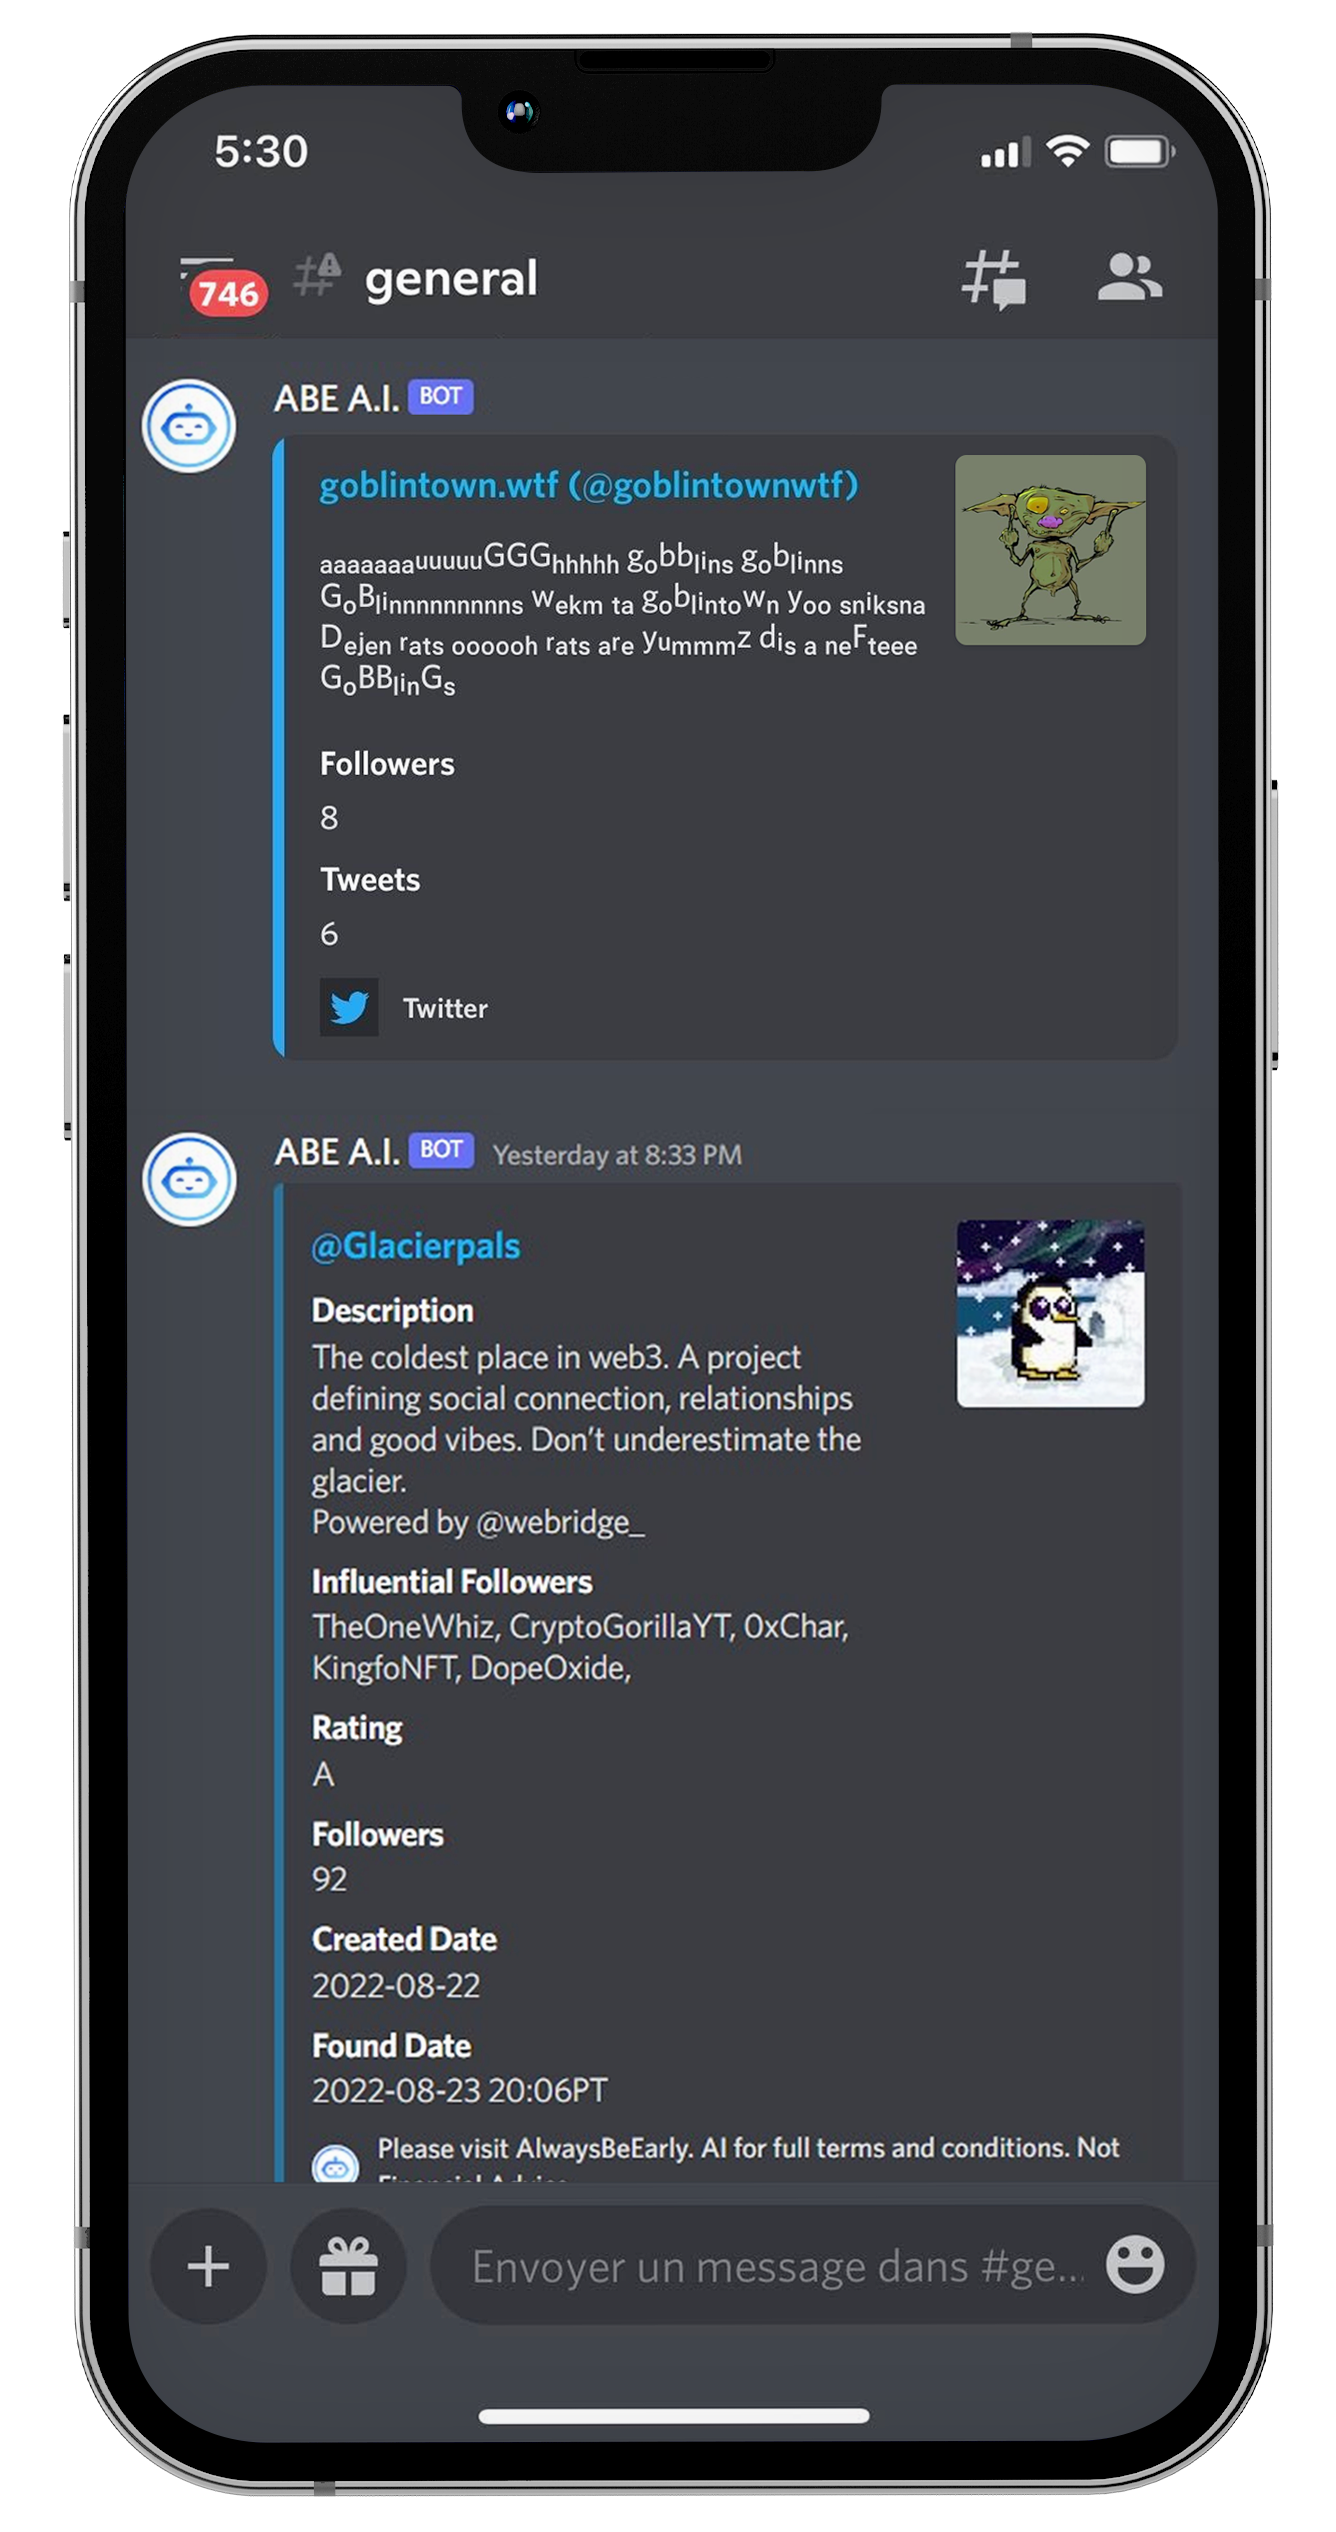 5:30
746
general
ABE A.I. BOT
goblintown.wtf (@goblintownwtf)
aaaaaaauuuuuGGGhhhhh gobblins goblinns
GoBlinnnnnnnnns wekm ta goblintown yoo sniksna
Dejen rats oooooh rats are yummmz dis a neFteee
GoBBlinGs
Followers
8
Tweets
6
Twitter
ABE A.I. BOT Yesterday at 8:33 PM
@Glacierpals
Description
The coldest place in web3. A project
defining social connection, relationships
and good vibes. Don't underestimate the
glacier.
Powered by @webridge_
Influential Followers
TheOneWhiz, CryptoGorillaYT, 0xChar,
KingfoNFT, DopeOxide,
Rating
A
Followers
92
Created Date
2022-08-22
Found Date
2022-08-23 20:06PT
Please visit AlwaysBeEarly. AI for full terms and conditions. Not
Envoyer un message dans #ge...